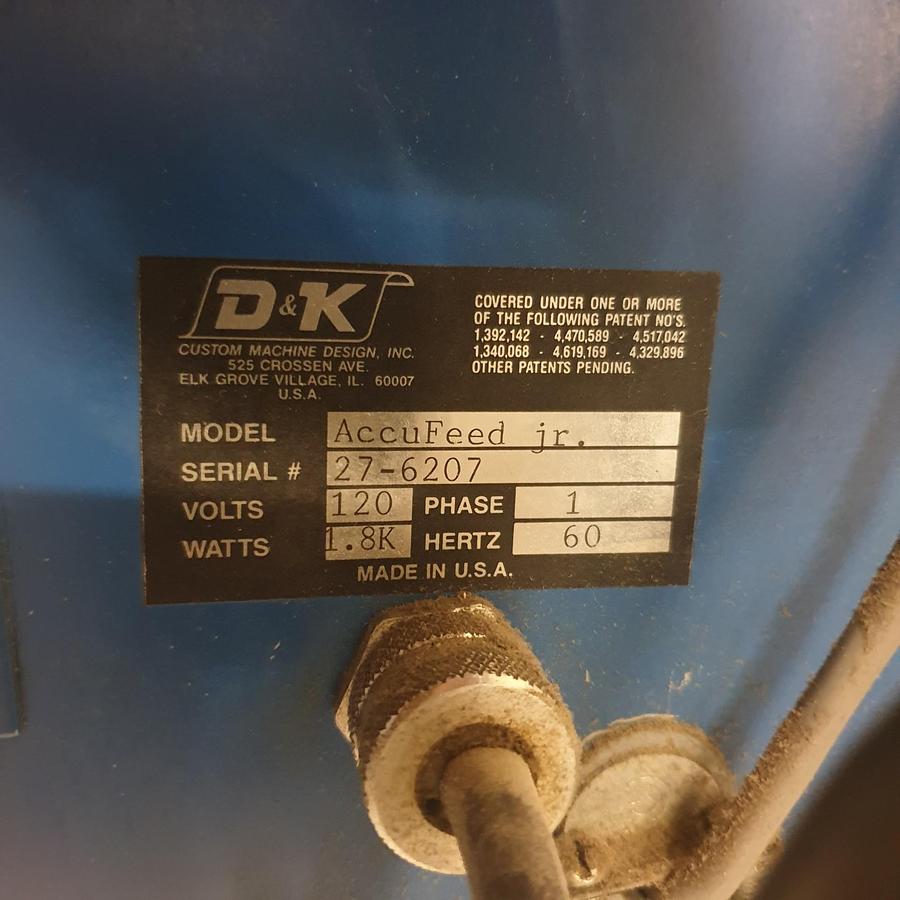 D&K
CUSTOM MACHINE DESIGN, INC.
525 CROSSEN AVE.
ELK GROVE VILLAGE, IL. 60007
U.S.A.
COVERED UNDER ONE OR MORE
OF THE FOLLOWING PATENT NO'S.
1,392,142 - 4,470,589 - 4,517,042
1,340,068 - 4,619,169 - 4,329,896
OTHER PATENTS PENDING.
MODEL AccuFeed jr.
SERIAL # 27-6207
VOLTS 120 PHASE 1
WATTS 1.8K HERTZ 60
MADE IN U.S.A.